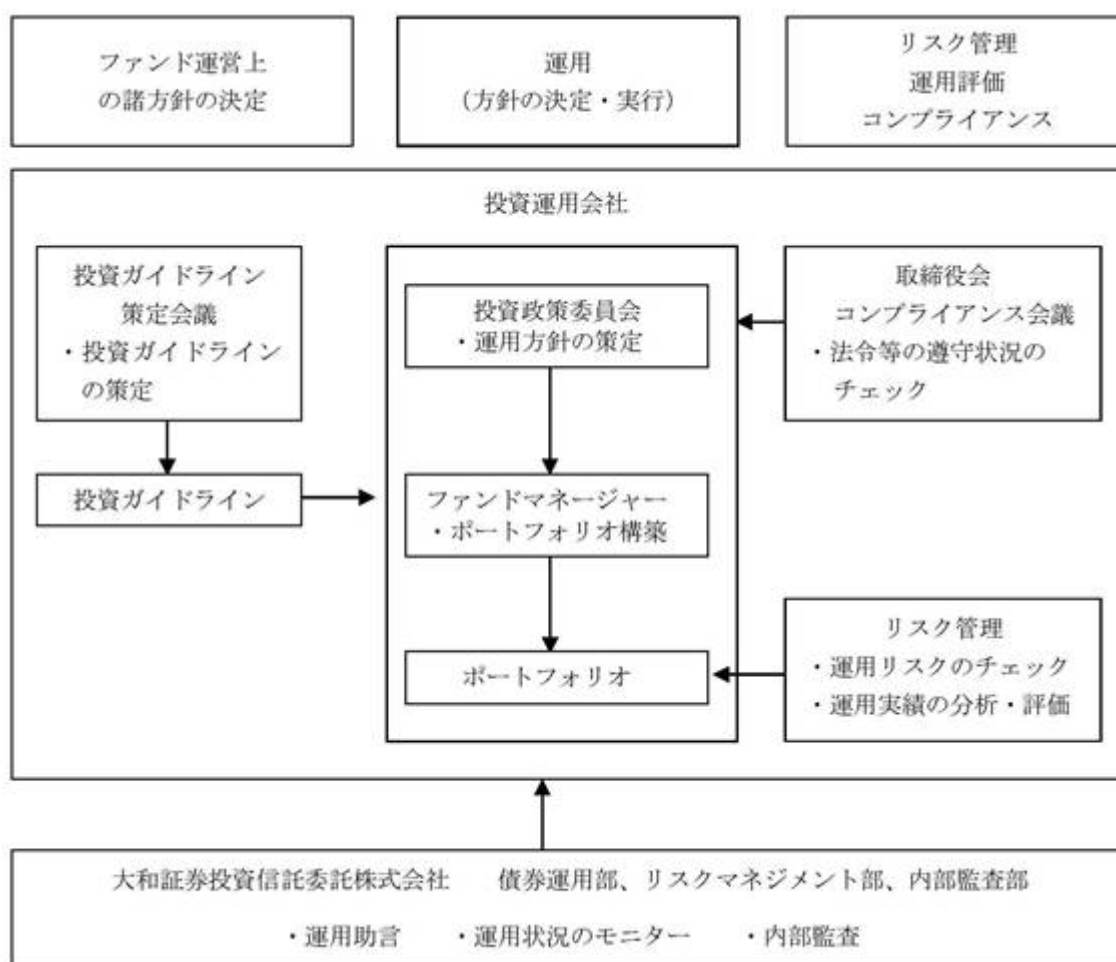 ファンド運営上
の諸方針の決定
運用
（方針の決定・実行）
リスク管理
運用評価
コンプライアンス
投資運用会社
投資ガイドライン
策定会議
・投資ガイドライン
の策定
投資ガイドライン
投資政策委員会
・運用方針の策定
ファンドマネージャー
・ポートフォリオ構築
ポートフォリオ
取締役会
コンプライアンス会議
・法令等の遵守状況の
チェック
リスク管理
・運用リスクのチェック
・運用実績の分析・評価
大和証券投資信託委託株式会社　債券運用部、リスクマネジメント部、内部監査部
・運用助言　・運用状況のモニター　・内部監査